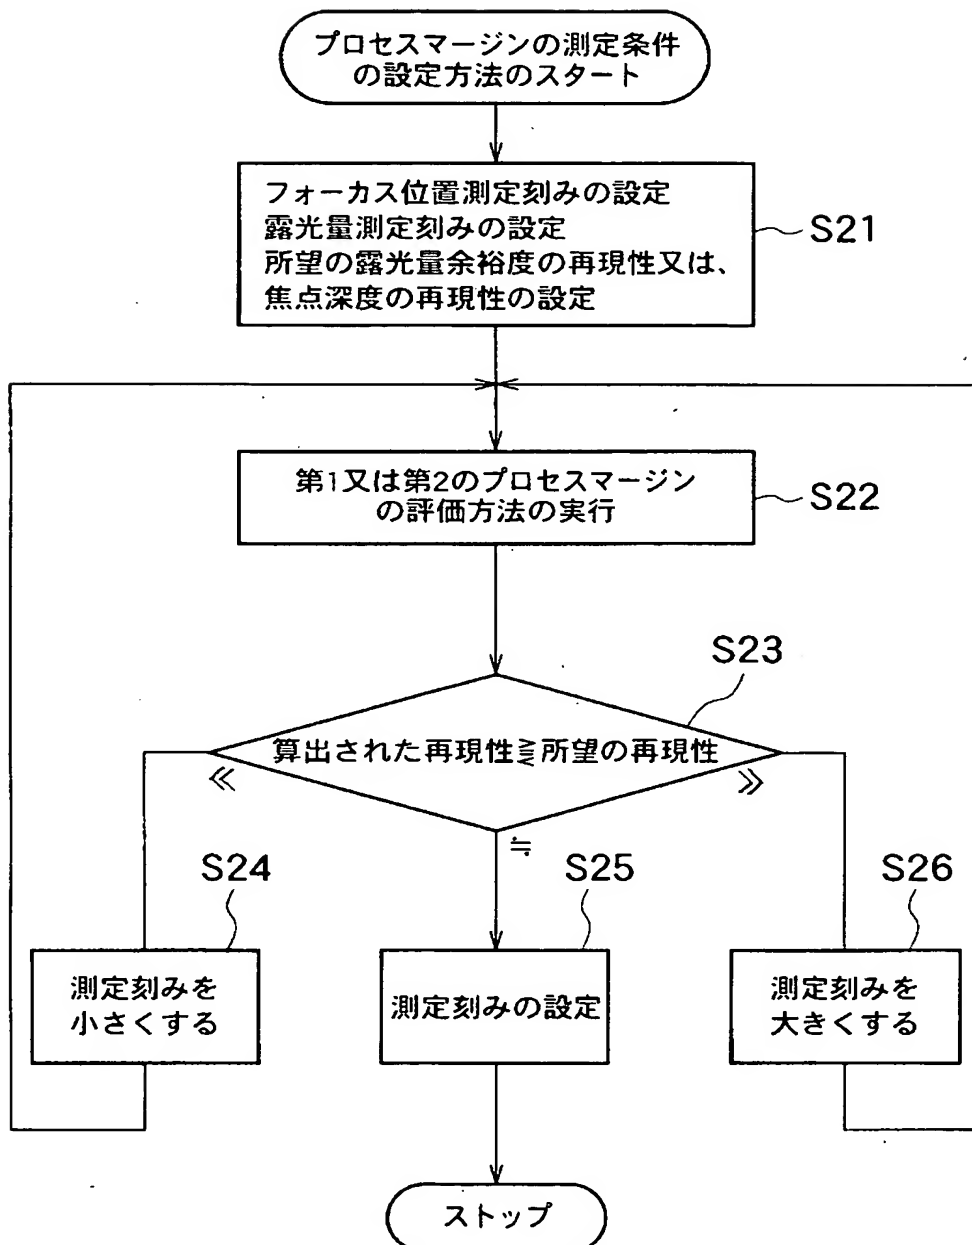 プロセスマージンの測定条件
の設定方法のスタート
フォーカス位置測定刻みの設定
露光量測定刻みの設定
所望の露光量余裕度の再現性又は、
焦点深度の再現性の設定
S21
第1又は第2のプロセスマージン
の評価方法の実行
S22
S23
算出された再現性⋛所望の再現性
≪
≫
≒
S24
S25
S26
測定刻みを
小さくする
測定刻みの設定
測定刻みを
大きくする
ストップ